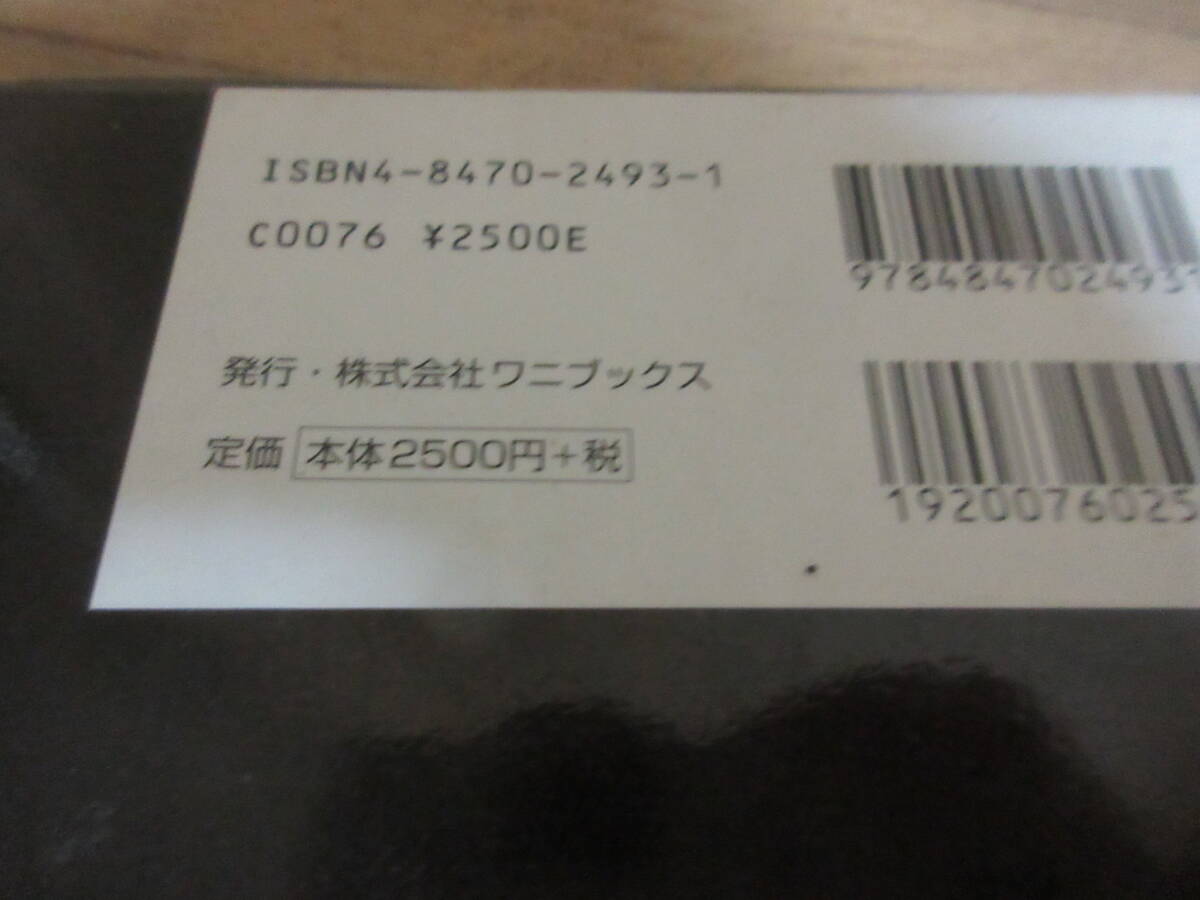 ISBN4-8470-2493-1
C0076 ¥2500E
9784847024931
発行・株式会社ワニブックス
定価 本体2500円+税
1920076025